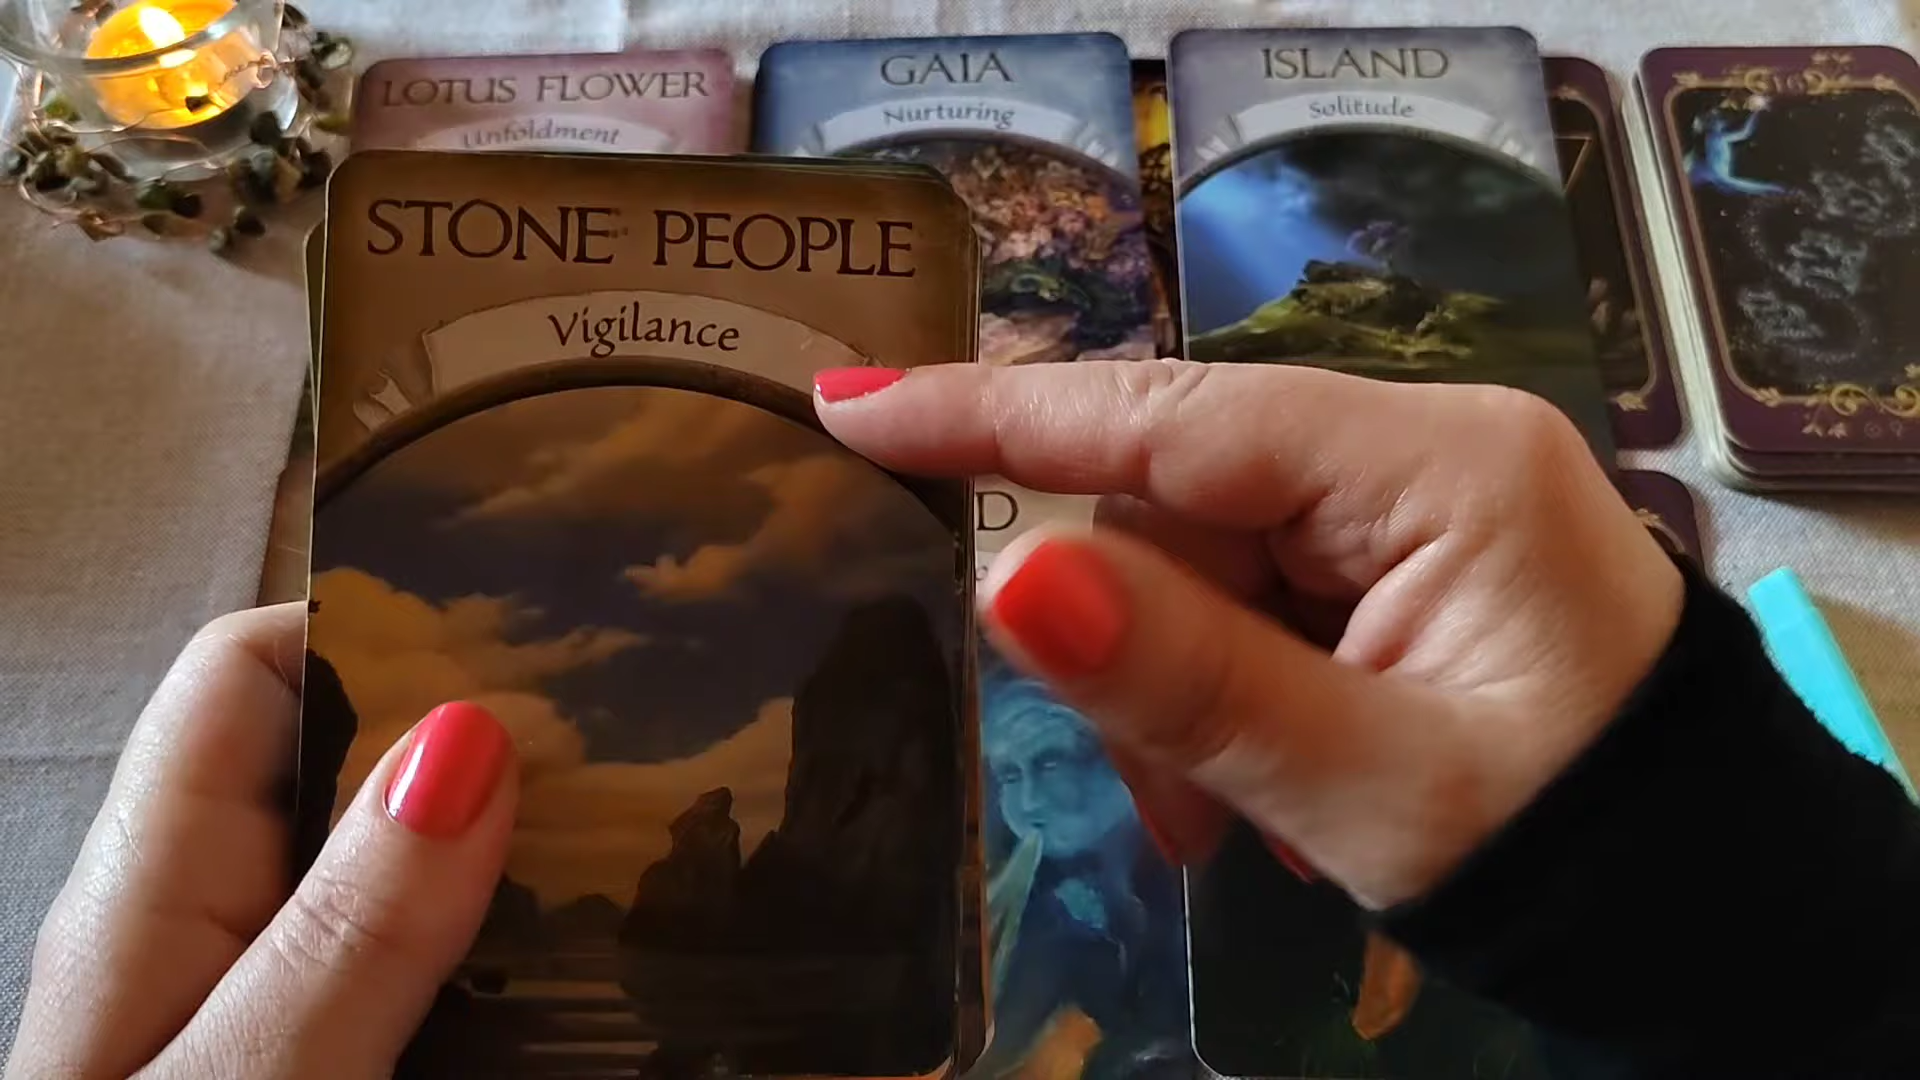 LOTUS FLOWER
Unfoldment
GAIA
Nurturing
ISLAND
Solitude
STONE PEOPLE
Vigilance
D